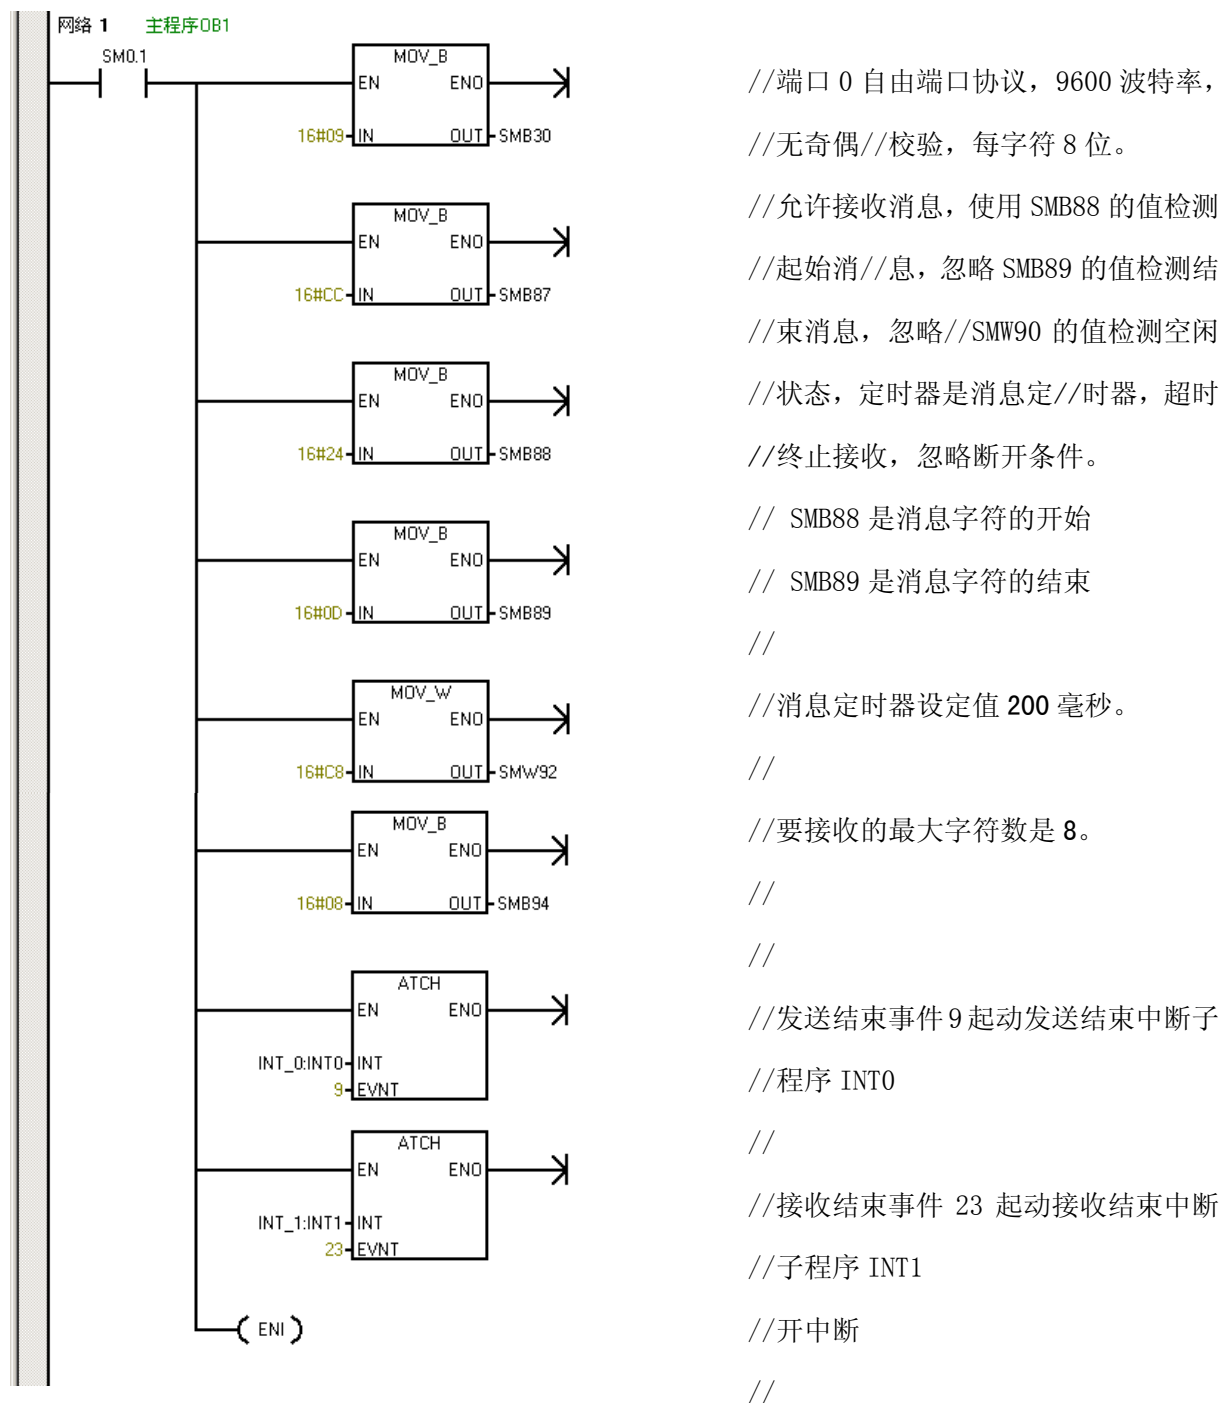 网络 1 主程序OB1
SM0.1
MOV_B
EN ENO
16#09 IN OUT SMB30
MOV_B
EN ENO
16#CC IN OUT SMB87
MOV_B
EN ENO
16#24 IN OUT SMB88
MOV_B
EN ENO
16#0D IN OUT SMB89
MOV_W
EN ENO
16#C8 IN OUT SMW92
MOV_B
EN ENO
16#08 IN OUT SMB94
ATCH
EN ENO
INT_0:INT0 INT
9 EVNT
ATCH
EN ENO
INT_1:INT1 INT
23 EVNT
ENI
//端口 0 自由端口协议，9600 波特率，
//无奇偶//校验，每字符 8 位。
//允许接收消息，使用 SMB88 的值检测
//起始消//息，忽略 SMB89 的值检测结
//束消息，忽略//SMW90 的值检测空闲
//状态，定时器是消息定//时器，超时
//终止接收，忽略断开条件。
// SMB88 是消息字符的开始
// SMB89 是消息字符的结束
//
//消息定时器设定值 200 毫秒。
//
//要接收的最大字符数是 8。
//
//
//发送结束事件 9 起动发送结束中断子
//程序 INT0
//
//接收结束事件 23 起动接收结束中断
//子程序 INT1
//开中断
//